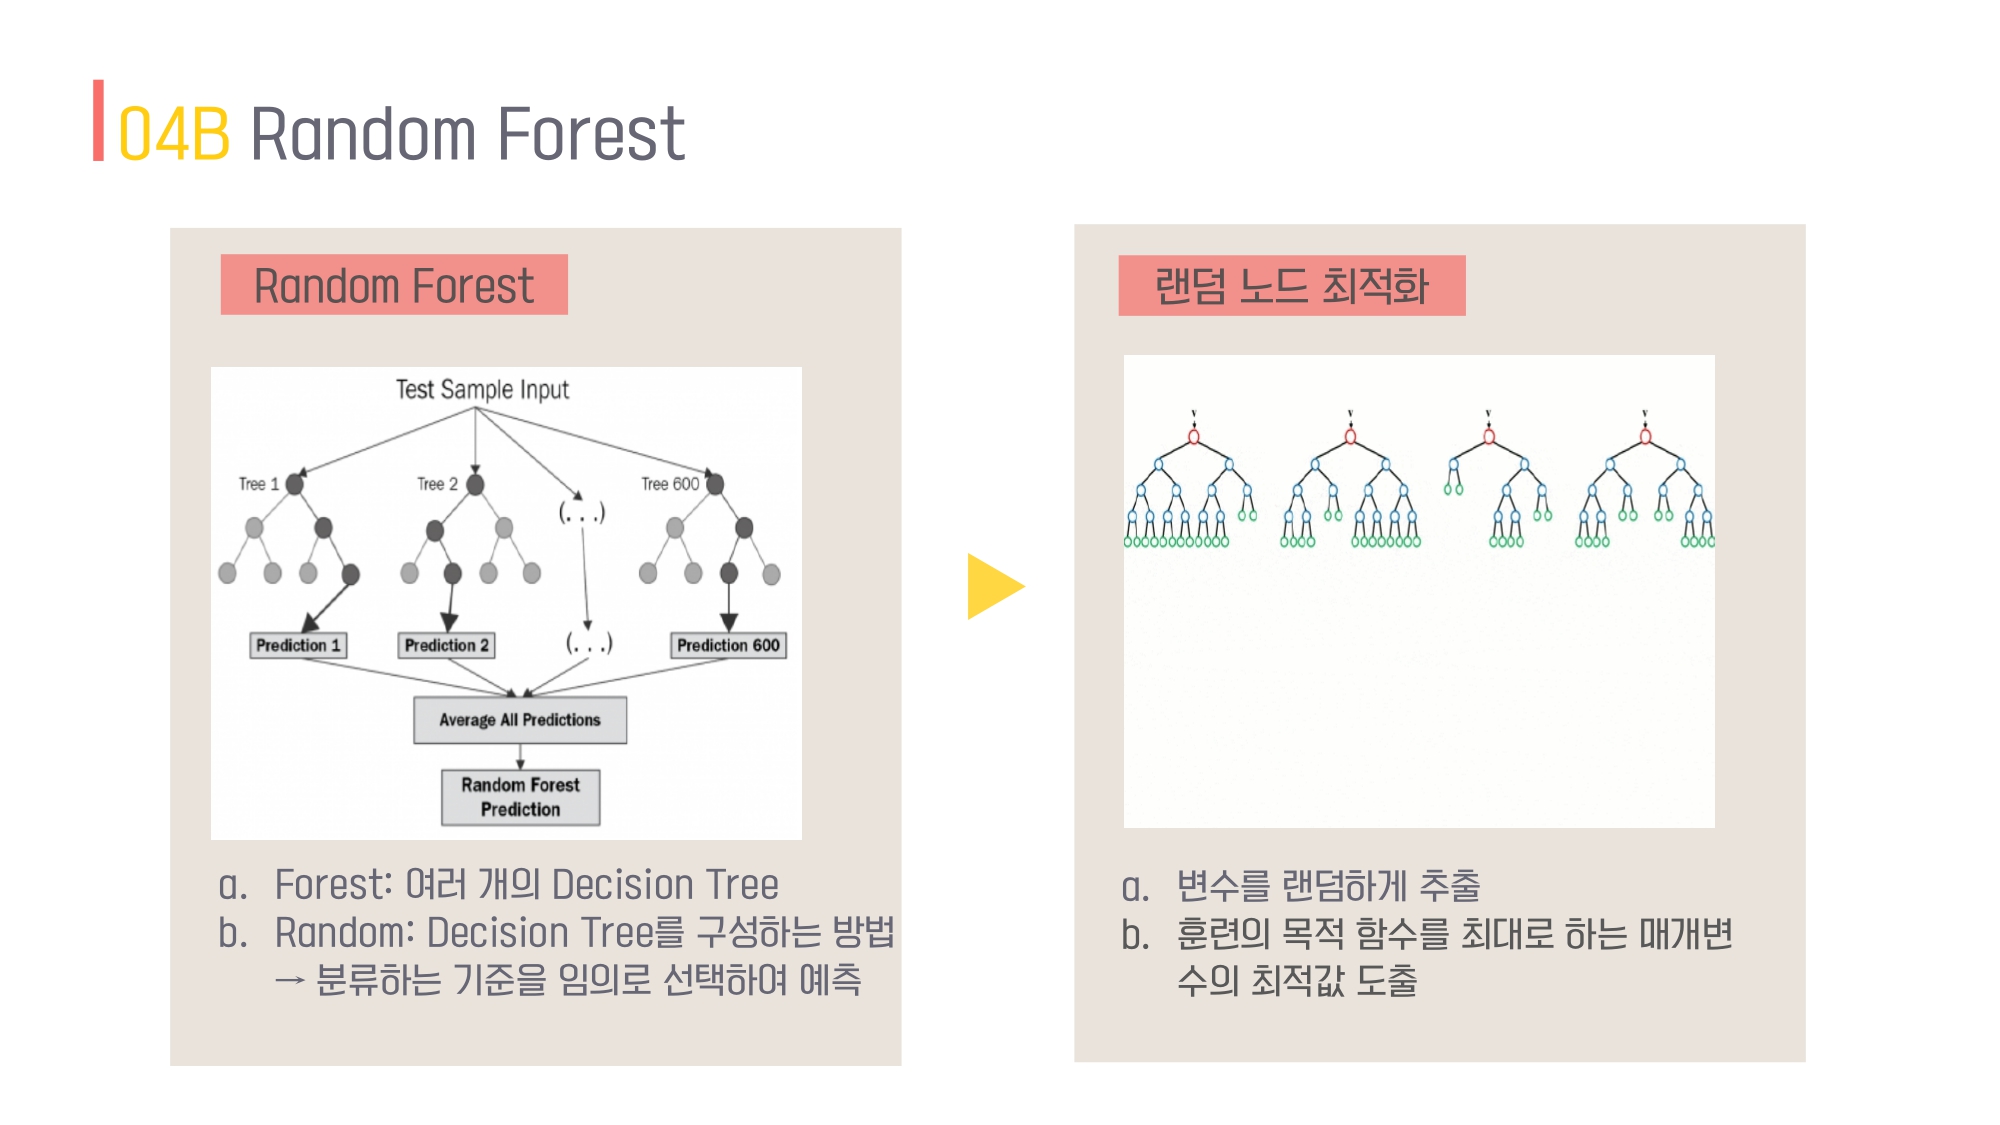 04B Random Forest
Random Forest
Test Sample Input
Tree 1
Tree 2
Tree 600
(. . .)
Prediction 1
Prediction 2
(. . .)
Prediction 600
Average All Predictions
Random Forest
Prediction
a. Forest: 여러 개의 Decision Tree
b. Random: Decision Tree를 구성하는 방법
→ 분류하는 기준을 임의로 선택하여 예측
랜덤 노드 최적화
v v v v
a. 변수를 랜덤하게 추출
b. 훈련의 목적 함수를 최대로 하는 매개변
수의 최적값 도출